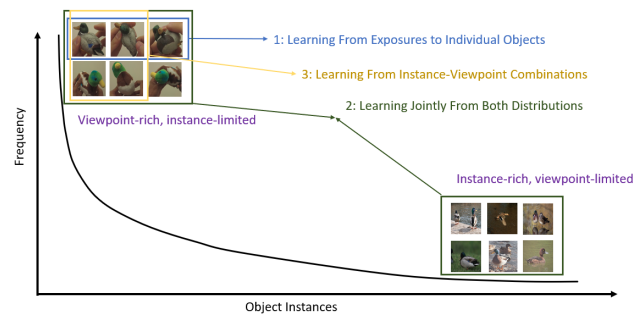 1: Learning From Exposures to Individual Objects
3: Learning From Instance-Viewpoint Combinations
2: Learning Jointly From Both Distributions
Viewpoint-rich, instance-limited
Frequency
Instance-rich, viewpoint-limited
Object Instances